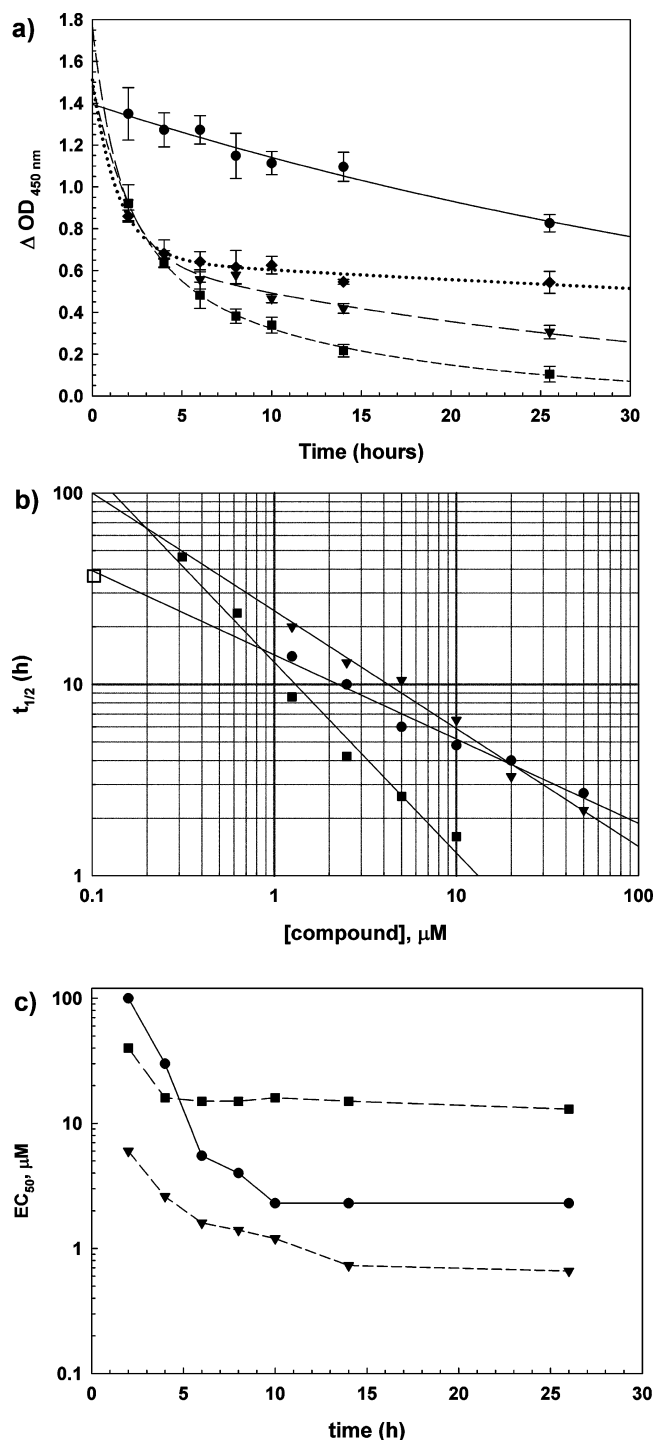 a)
1.8
1.6
1.4
1.2
1.0
0.8
0.6
0.4
0.2
0.0
Δ OD450 nm
0 5 10 15 20 25 30
Time (hours)
b)
100
10
1
t1/2 (h)
0.1 1 10 100
[compound], μM
c)
100
10
1
0.1
EC50, μM
0 5 10 15 20 25 30
time (h)